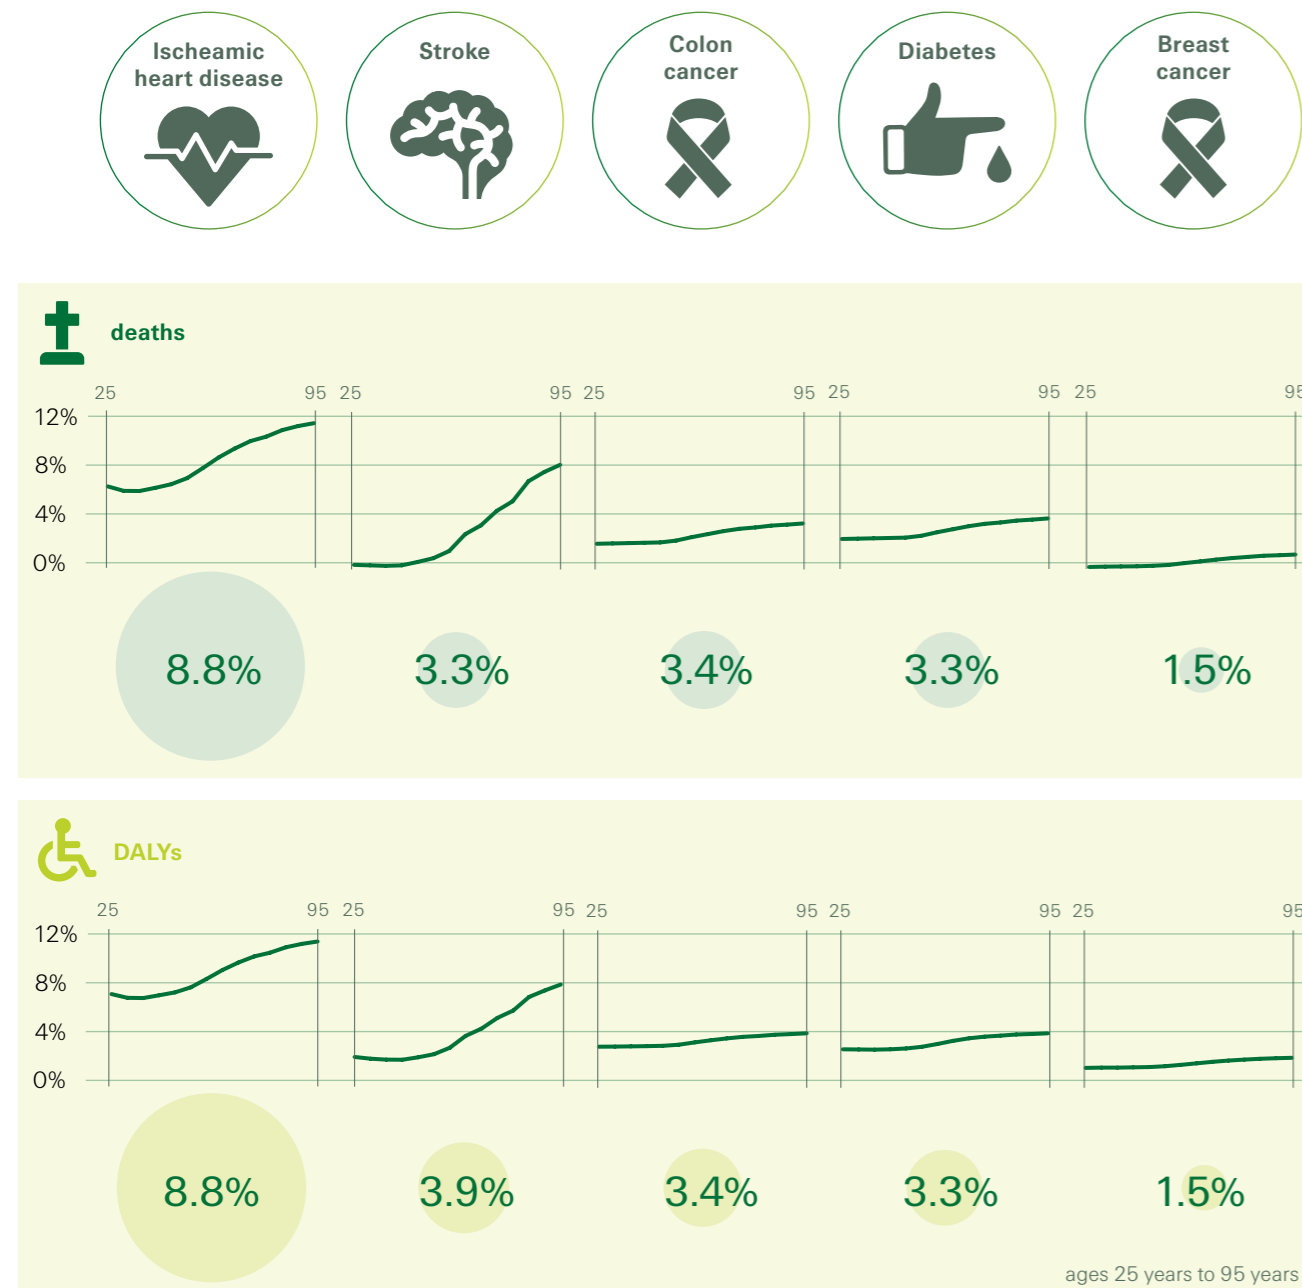 Ischeamic
heart disease
Stroke
Colon
cancer
Diabetes
Breast
cancer
deaths
25 95 25 95 25 95 25 95 25 95
12%
8%
4%
0%
8.8% 3.3% 3.4% 3.3% 1.5%
DALYs
25 95 25 95 25 95 25 95 25 95
12%
8%
4%
0%
8.8% 3.9% 3.4% 3.3% 1.5%
ages 25 years to 95 years